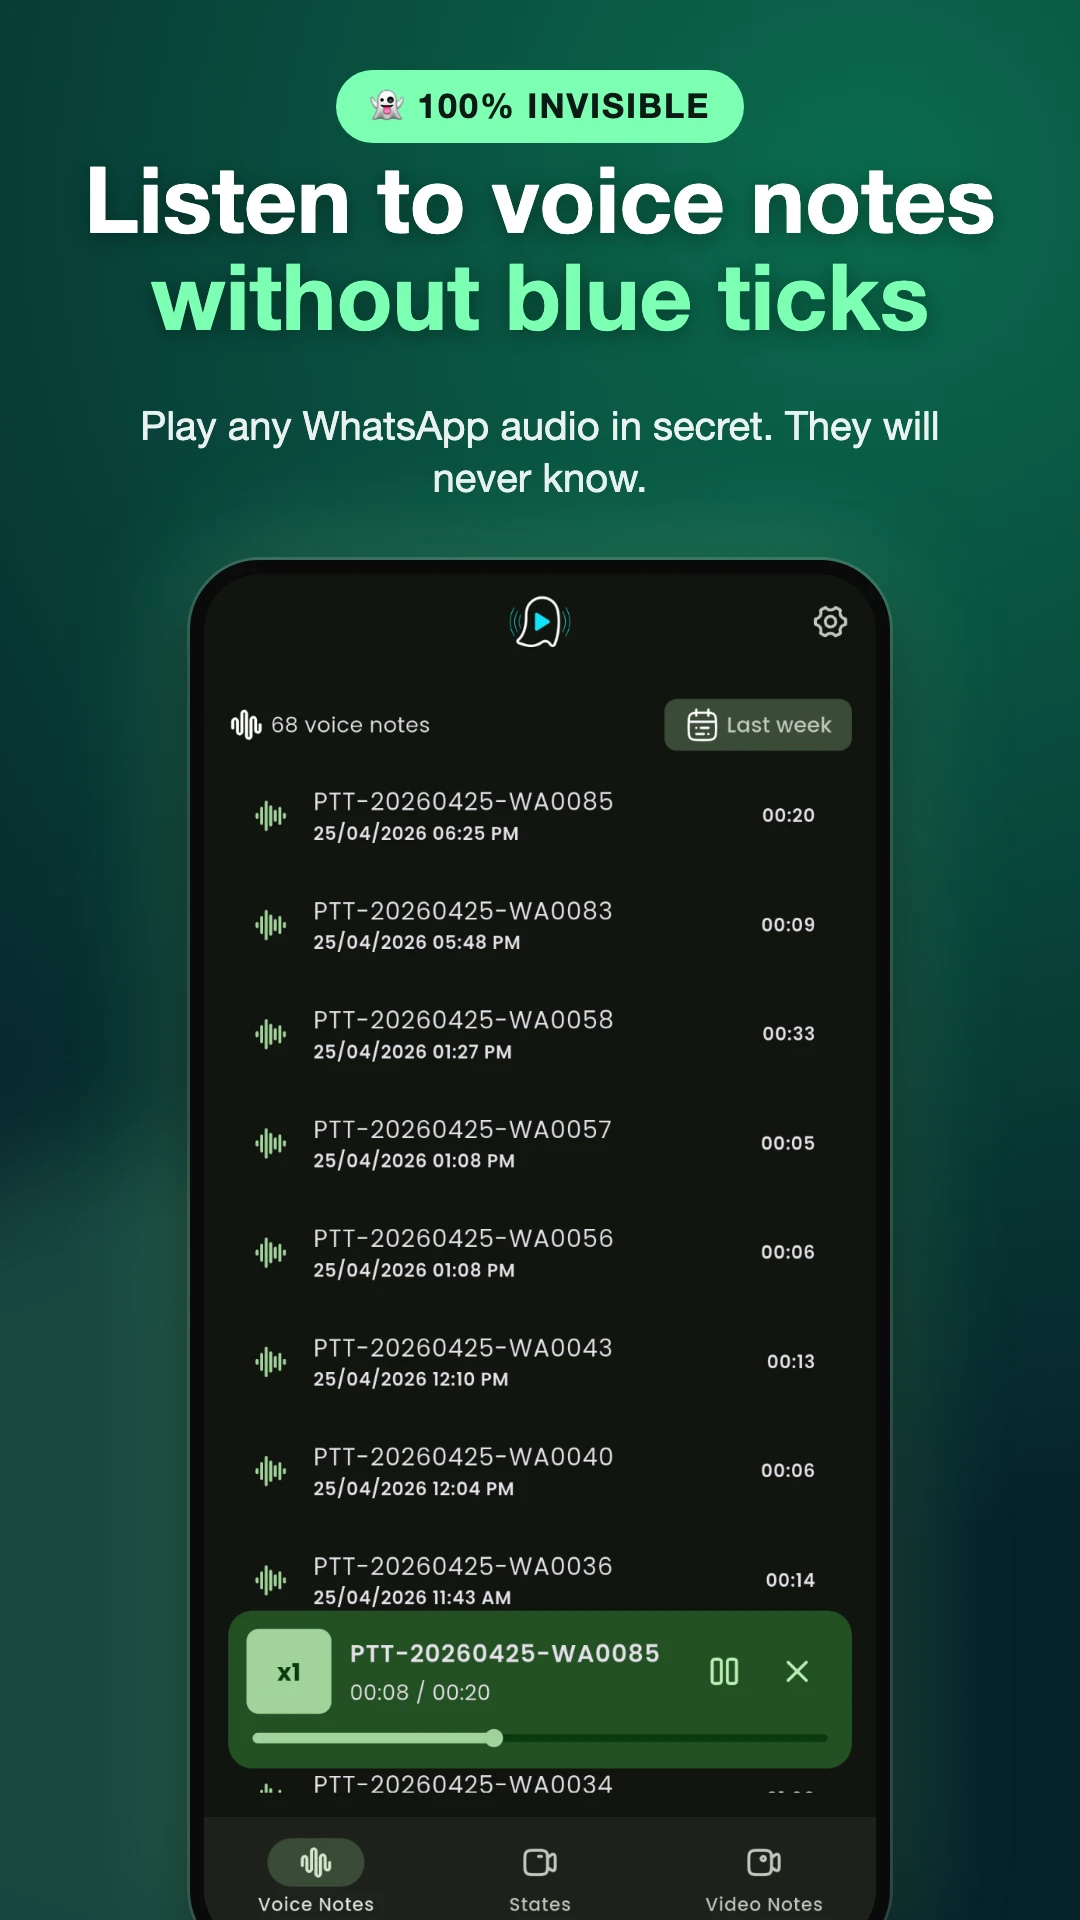 👻 100% INVISIBLE
Listen to voice notes
without blue ticks
Play any WhatsApp audio in secret. They will
never know.
68 voice notes
Last week
PTT-20260425-WA0085
25/04/2026 06:25 PM
00:20
PTT-20260425-WA0083
25/04/2026 05:48 PM
00:09
PTT-20260425-WA0058
25/04/2026 01:27 PM
00:33
PTT-20260425-WA0057
25/04/2026 01:08 PM
00:05
PTT-20260425-WA0056
25/04/2026 01:08 PM
00:06
PTT-20260425-WA0043
25/04/2026 12:10 PM
00:13
PTT-20260425-WA0040
25/04/2026 12:04 PM
00:06
PTT-20260425-WA0036
25/04/2026 11:43 AM
00:14
x1
PTT-20260425-WA0085
00:08 / 00:20
PTT-20260425-WA0034
Voice Notes
States
Video Notes